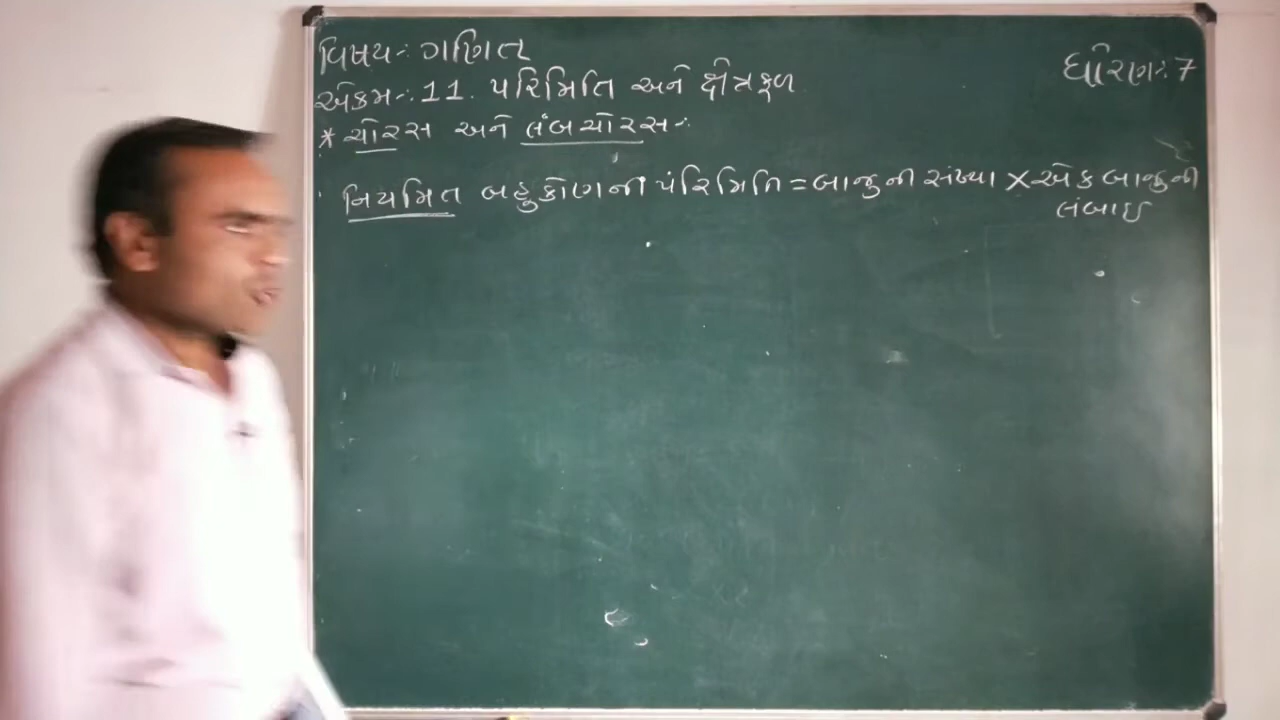 વિષય:- ગણિત
ધોરણ:- 7
એકમ:- 11. પરિમિતિ અને ક્ષેત્રફળ
* ચોરસ અને લંબચોરસ:-
નિયમિત બહુકોણની પરિમિતિ = બાજુની સંખ્યા × એક બાજુની
લંબાઇ